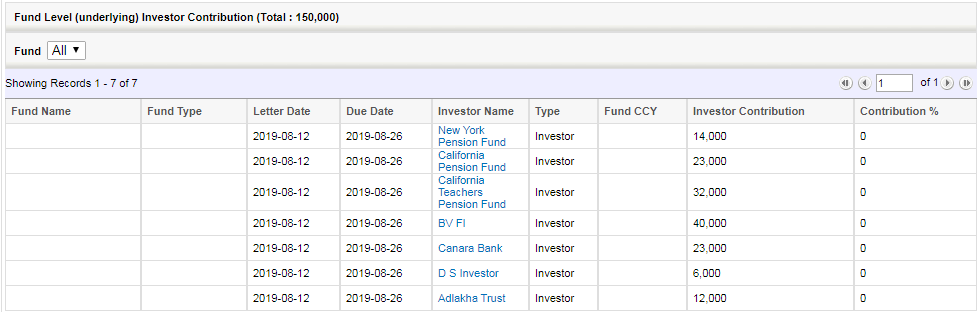 Fund Level (underlying) Investor Contribution (Total : 150,000)
Fund All ▼
Showing Records 1 - 7 of 7 1 of 1
Fund Name Fund Type Letter Date Due Date Investor Name Type Fund CCY Investor Contribution Contribution %
2019-08-12 2019-08-26 New York Pension Fund Investor 14,000 0
2019-08-12 2019-08-26 California Pension Fund Investor 23,000 0
2019-08-12 2019-08-26 California Teachers Pension Fund Investor 32,000 0
2019-08-12 2019-08-26 BV FI Investor 40,000 0
2019-08-12 2019-08-26 Canara Bank Investor 23,000 0
2019-08-12 2019-08-26 D S Investor Investor 6,000 0
2019-08-12 2019-08-26 Adlakha Trust Investor 12,000 0